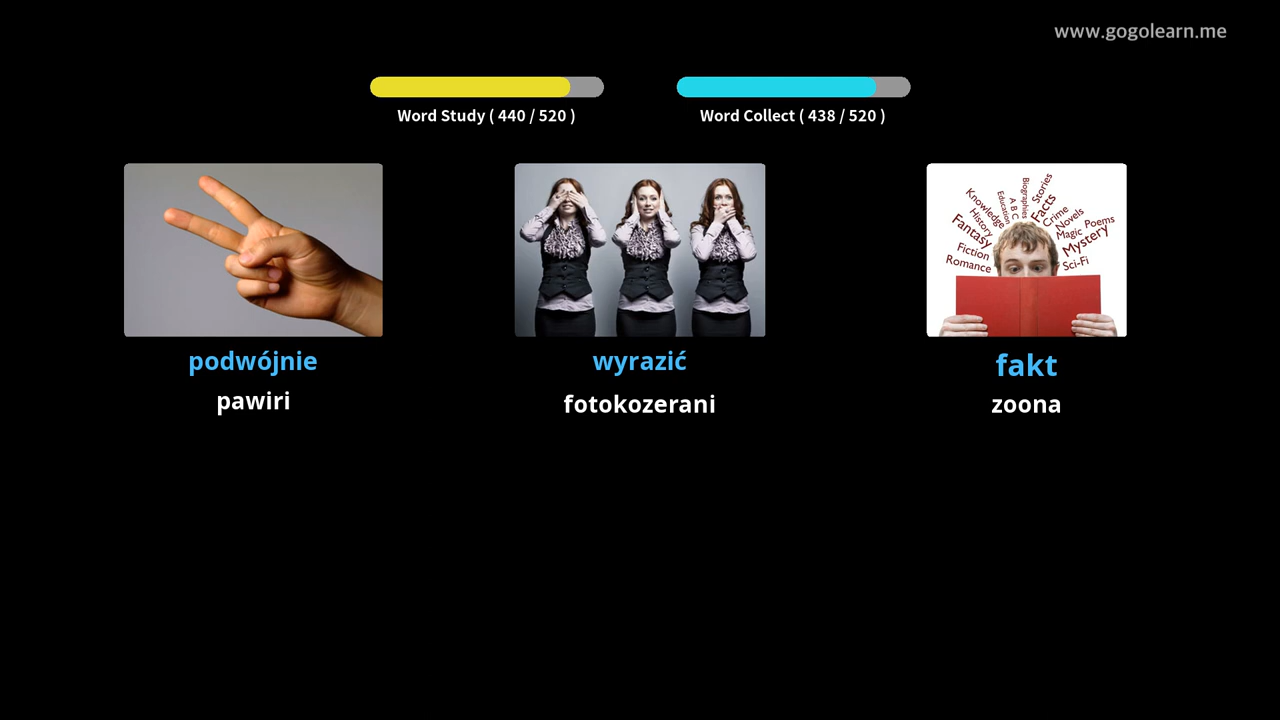 www.gogolearn.me
Word Study ( 440 / 520 )
Word Collect ( 438 / 520 )
Knowledge
History
Fantasy
Fiction
Romance
Education
A B C
Biographies
Stories
Facts
Crime
Novels
Magic
Poems
Mystery
Sci-Fi
podwójnie
wyrazić
fakt
pawiri
fotokozerani
zoona